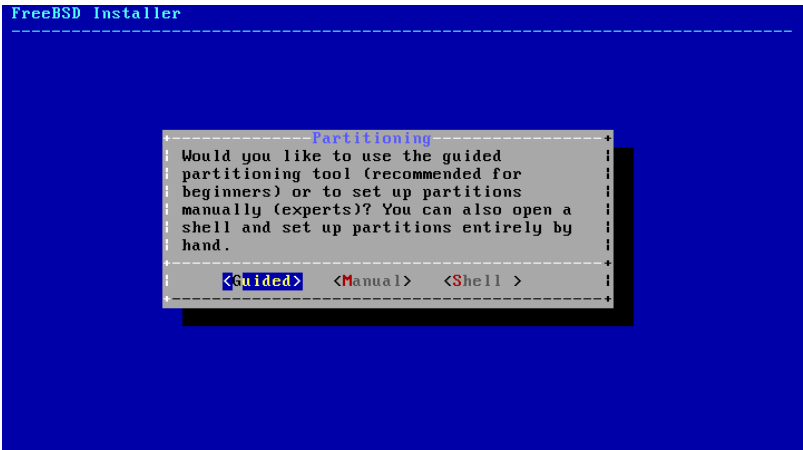 FreeBSD Installer
Partitioning
Would you like to use the guided
partitioning tool (recommended for
beginners) or to set up partitions
manually (experts)? You can also open a
shell and set up partitions entirely by
hand.
<Guided> <Manual> <Shell >